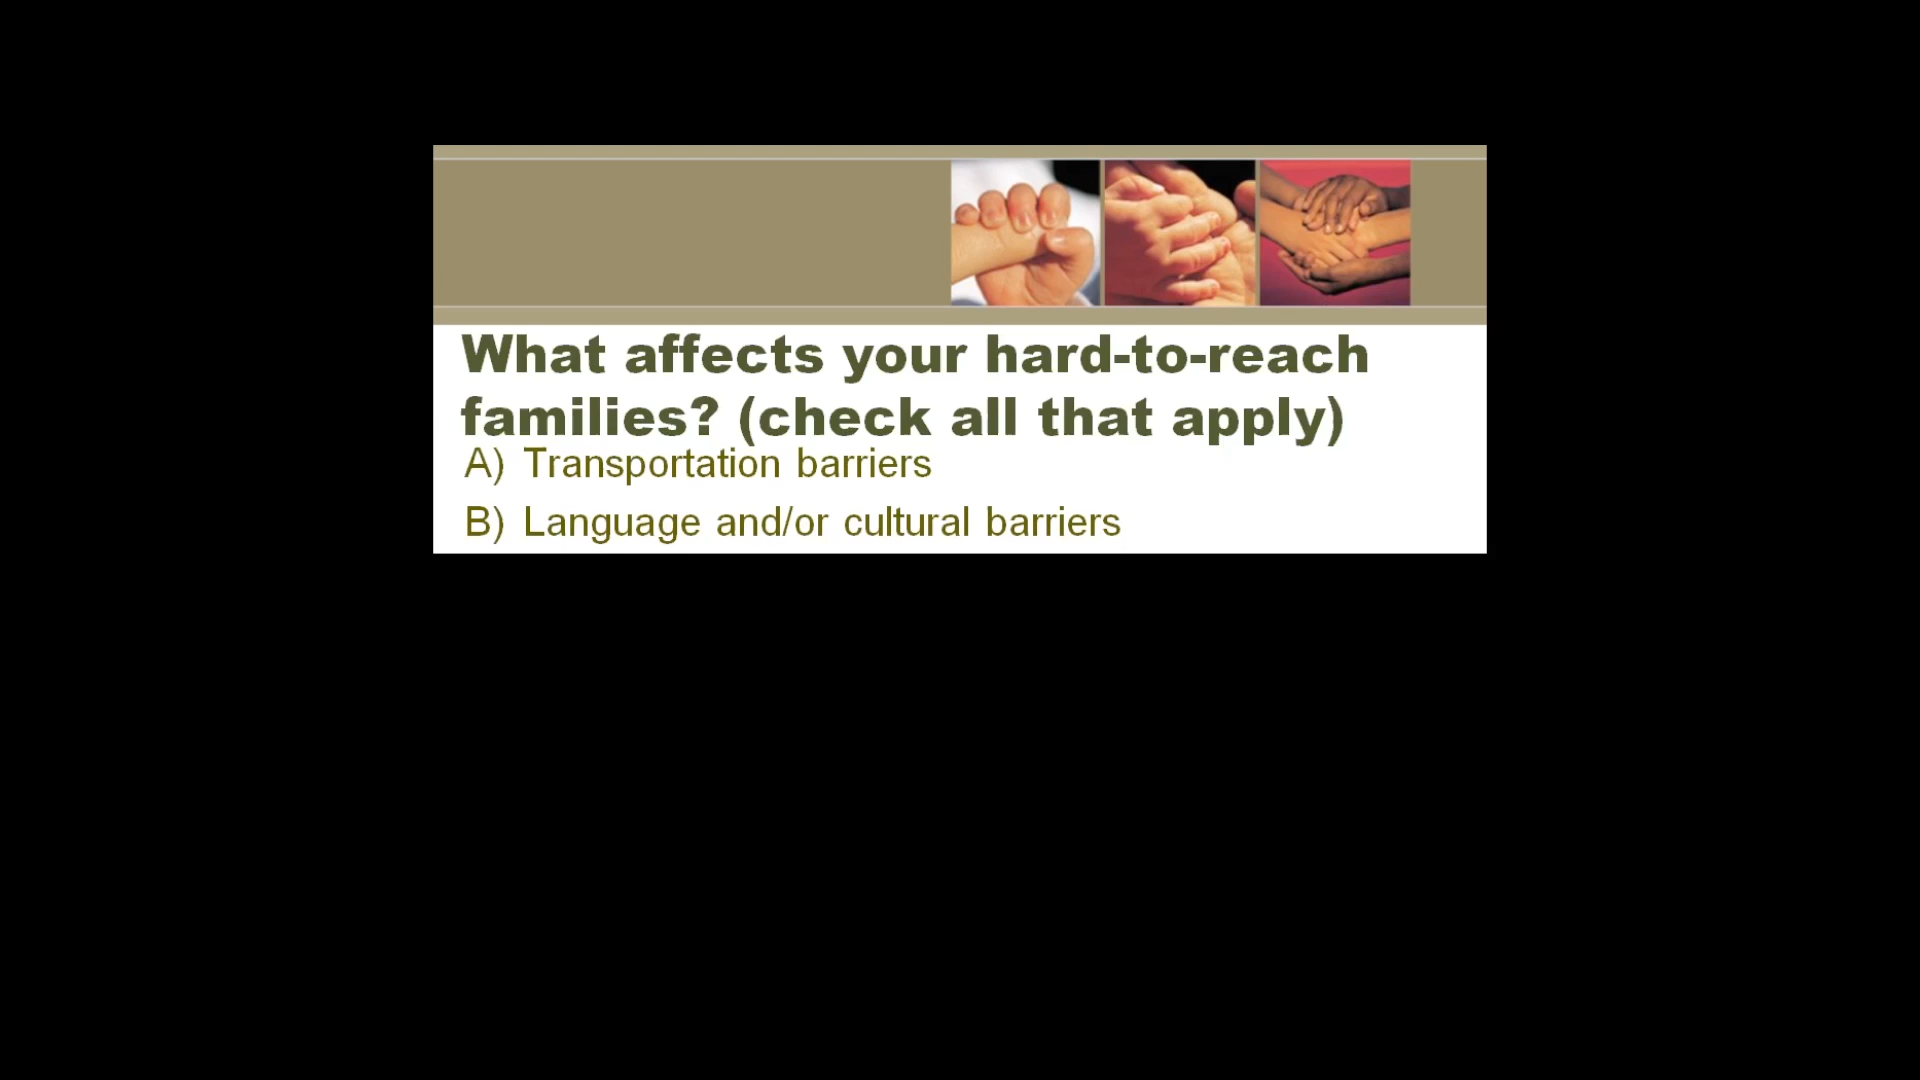 What affects your hard-to-reach
families? (check all that apply)
A) Transportation barriers
B) Language and/or cultural barriers